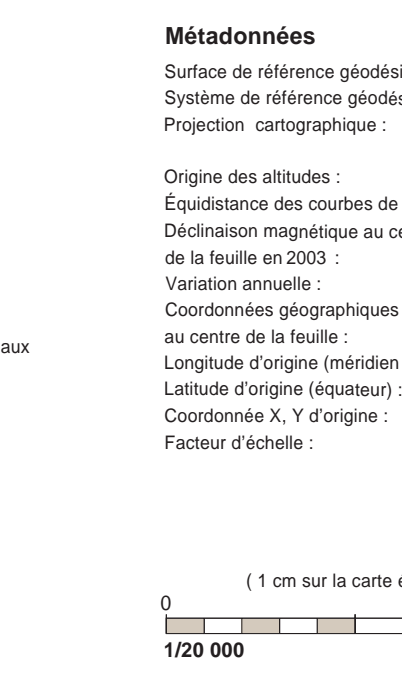 Métadonnées
Surface de référence géodési
Système de référence géodés
Projection cartographique :
Origine des altitudes :
Équidistance des courbes de
Déclinaison magnétique au ce
de la feuille en 2003 :
Variation annuelle :
Coordonnées géographiques
au centre de la feuille :
aux
Longitude d'origine (méridien
Latitude d'origine (équateur) :
Coordonnée X, Y d'origine :
Facteur d'échelle :
( 1 cm sur la carte é
0
1/20 000